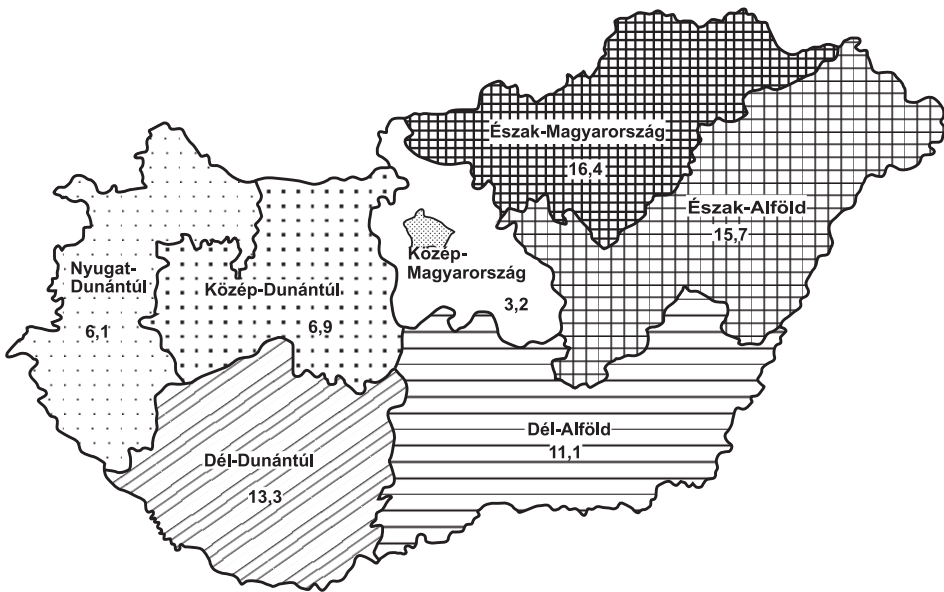 Észak-Magyarország
16,4
Észak-Alföld
15,7
Közép-
Magyarország
3,2
Nyugat-
Dunántúl
6,1
Közép-Dunántúl
6,9
Dél-Alföld
11,1
Dél-Dunántúl
13,3